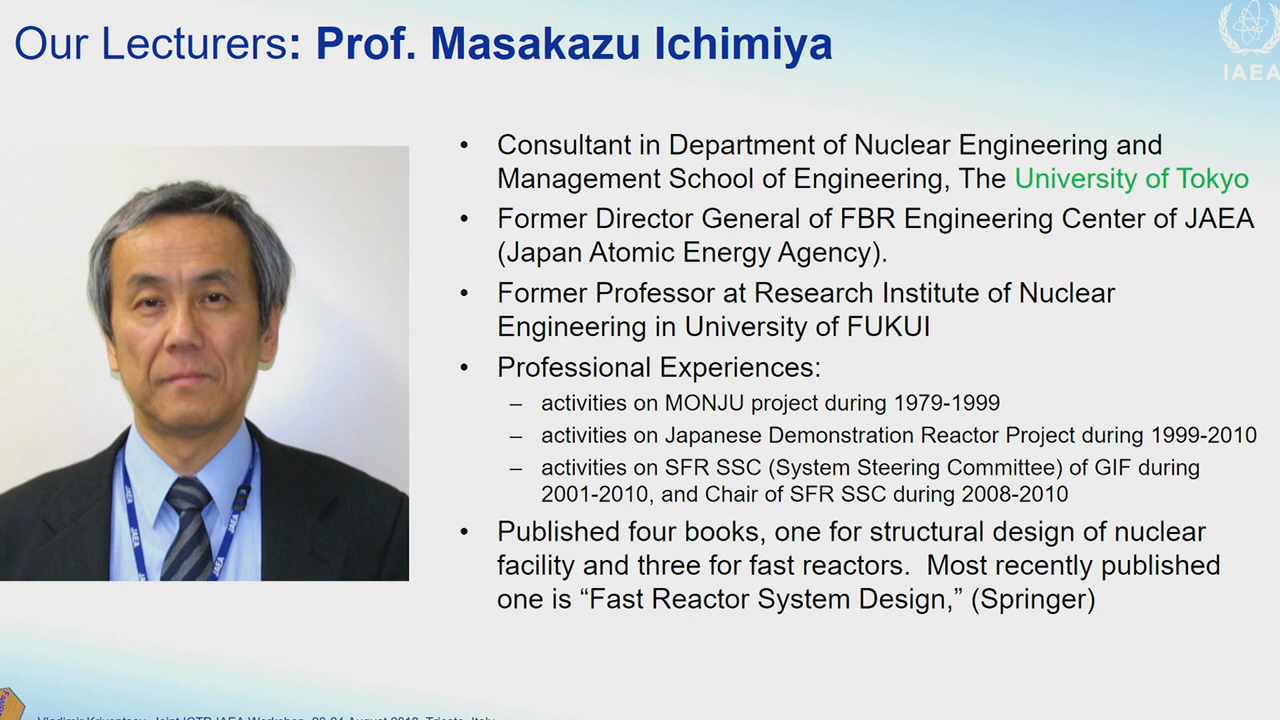 Our Lecturers: Prof. Masakazu Ichimiya
IAEA
• Consultant in Department of Nuclear Engineering and
Management School of Engineering, The University of Tokyo
• Former Director General of FBR Engineering Center of JAEA
(Japan Atomic Energy Agency).
• Former Professor at Research Institute of Nuclear
Engineering in University of FUKUI
• Professional Experiences:
– activities on MONJU project during 1979-1999
– activities on Japanese Demonstration Reactor Project during 1999-2010
– activities on SFR SSC (System Steering Committee) of GIF during
2001-2010, and Chair of SFR SSC during 2008-2010
• Published four books, one for structural design of nuclear
facility and three for fast reactors. Most recently published
one is “Fast Reactor System Design,” (Springer)
JAEA
JAEA
JAEA
JAEA